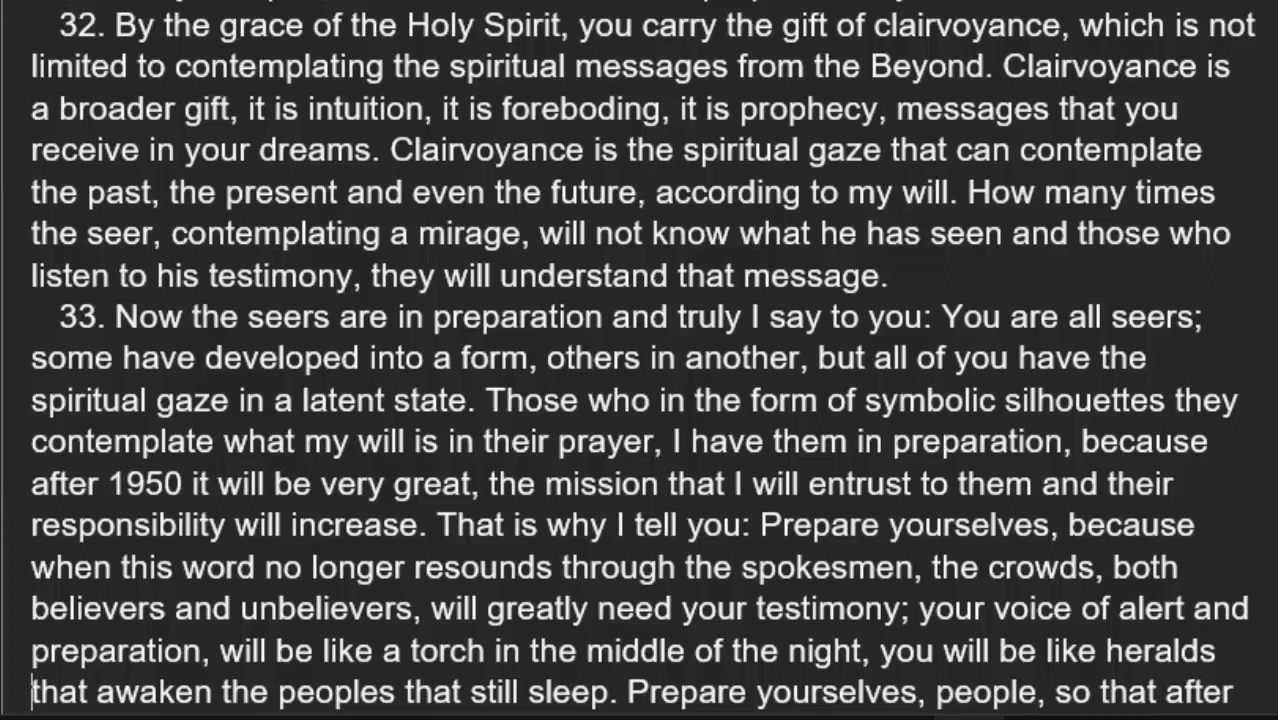 32. By the grace of the Holy Spirit, you carry the gift of clairvoyance, which is not
limited to contemplating the spiritual messages from the Beyond. Clairvoyance is
a broader gift, it is intuition, it is foreboding, it is prophecy, messages that you
receive in your dreams. Clairvoyance is the spiritual gaze that can contemplate
the past, the present and even the future, according to my will. How many times
the seer, contemplating a mirage, will not know what he has seen and those who
listen to his testimony, they will understand that message.
33. Now the seers are in preparation and truly I say to you: You are all seers;
some have developed into a form, others in another, but all of you have the
spiritual gaze in a latent state. Those who in the form of symbolic silhouettes they
contemplate what my will is in their prayer, I have them in preparation, because
after 1950 it will be very great, the mission that I will entrust to them and their
responsibility will increase. That is why I tell you: Prepare yourselves, because
when this word no longer resounds through the spokesmen, the crowds, both
believers and unbelievers, will greatly need your testimony; your voice of alert and
preparation, will be like a torch in the middle of the night, you will be like heralds
that awaken the peoples that still sleep. Prepare yourselves, people, so that after